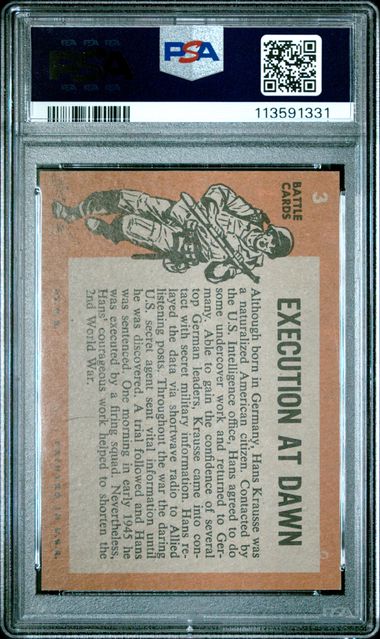 PSA
113591331
3
BATTLE
CARDS
EXECUTION AT DAWN
Although born in Germany, Hans Krausse was
a naturalized American citizen. Contacted by
the U.S. Intelligence office, Hans agreed to do
some undercover work and returned to Ger-
many. Able to gain the confidence of several
top German leaders, Krausse came into con-
tact with secret military information. Hans re-
layed the data via shortwave radio to Allied
listening posts. Throughout the war the daring
U.S. secret agent sent vital information until
he was discovered. A trial followed and Hans
was sentenced. One morning in early 1945 he
was executed by a firing squad. Nevertheless,
Hans' courageous work helped to shorten the
2nd World War.
PRINTED IN U.S.A.